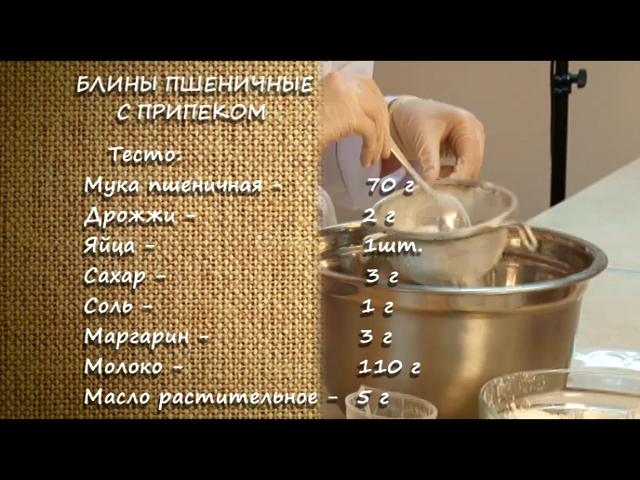 БЛИНЫ ПШЕНИЧНЫЕ
С ПРИПЕКОМ
Тесто:
Мука пшеничная - 70 г
Дрожжи - 2 г
Яйца - 1шт.
Сахар - 3 г
Соль - 1 г
Маргарин - 3 г
Молоко - 110 г
Масло растительное - 5 г